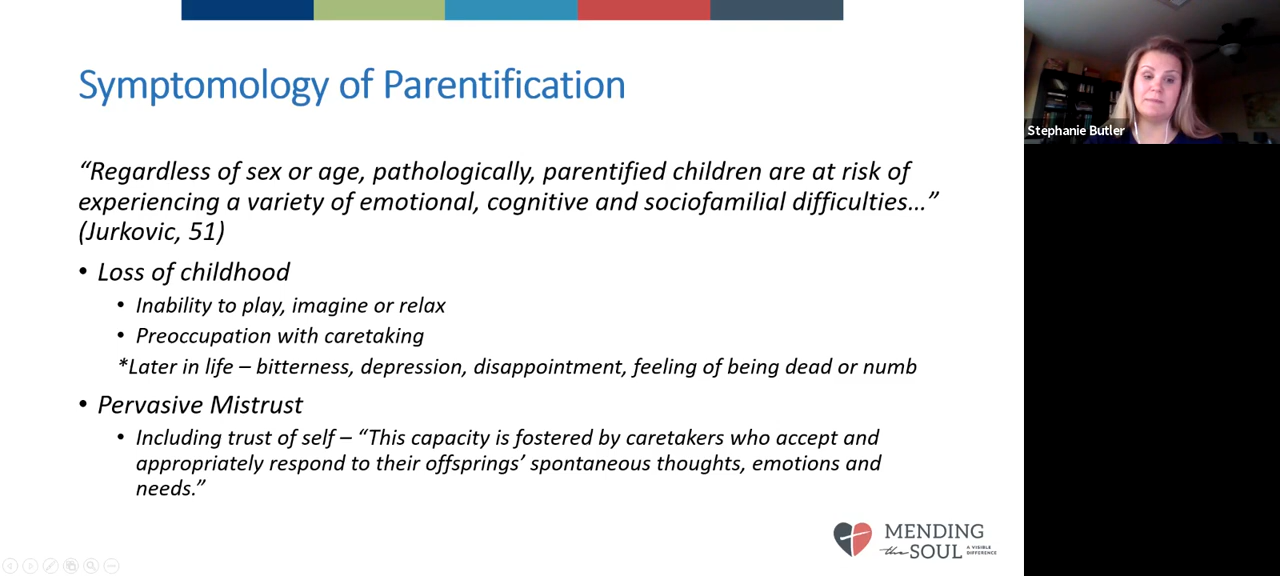 Symptomology of Parentification
“Regardless of sex or age, pathologically, parentified children are at risk of
experiencing a variety of emotional, cognitive and sociofamilial difficulties…”
(Jurkovic, 51)
• Loss of childhood
• Inability to play, imagine or relax
• Preoccupation with caretaking
*Later in life – bitterness, depression, disappointment, feeling of being dead or numb
• Pervasive Mistrust
• Including trust of self – “This capacity is fostered by caretakers who accept and
appropriately respond to their offsprings’ spontaneous thoughts, emotions and
needs.”
MENDING
the SOUL
A VISIBLE
DIFFERENCE
Stephanie Butler